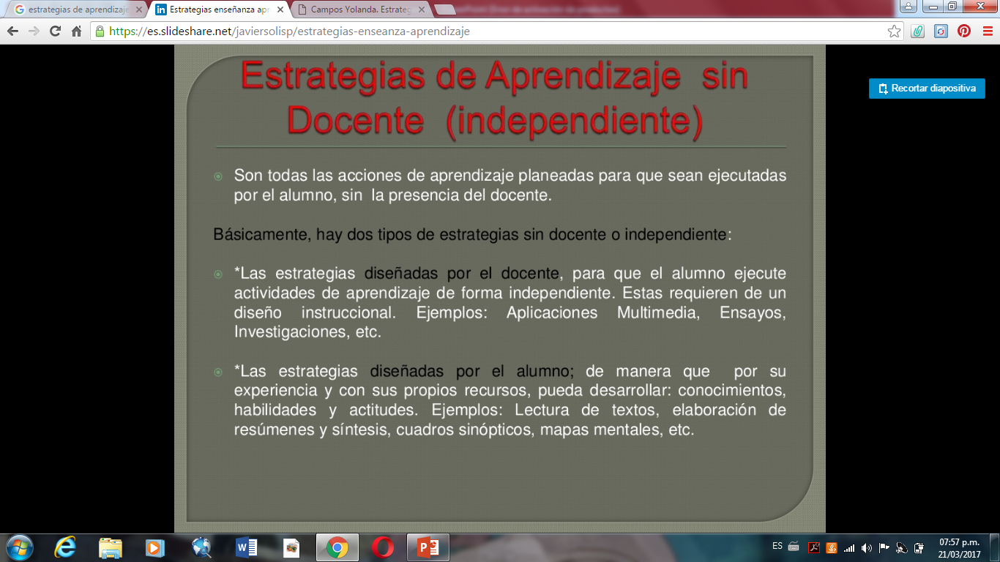 estrategias de aprendizaje
Estrategias enseñanza apr
Campos Yolanda. Estrateg
https://es.slideshare.net/javiersolisp/estrategias-enseanza-aprendizaje
Recortar diapositiva
Estrategias de Aprendizaje sin
Docente (independiente)
Son todas las acciones de aprendizaje planeadas para que sean ejecutadas
por el alumno, sin la presencia del docente.
Básicamente, hay dos tipos de estrategias sin docente o independiente:
*Las estrategias diseñadas por el docente, para que el alumno ejecute
actividades de aprendizaje de forma independiente. Estas requieren de un
diseño instruccional. Ejemplos: Aplicaciones Multimedia, Ensayos,
Investigaciones, etc.
*Las estrategias diseñadas por el alumno; de manera que por su
experiencia y con sus propios recursos, pueda desarrollar: conocimientos,
habilidades y actitudes. Ejemplos: Lectura de textos, elaboración de
resúmenes y síntesis, cuadros sinópticos, mapas mentales, etc.
ES
07:57 p.m.
21/03/2017